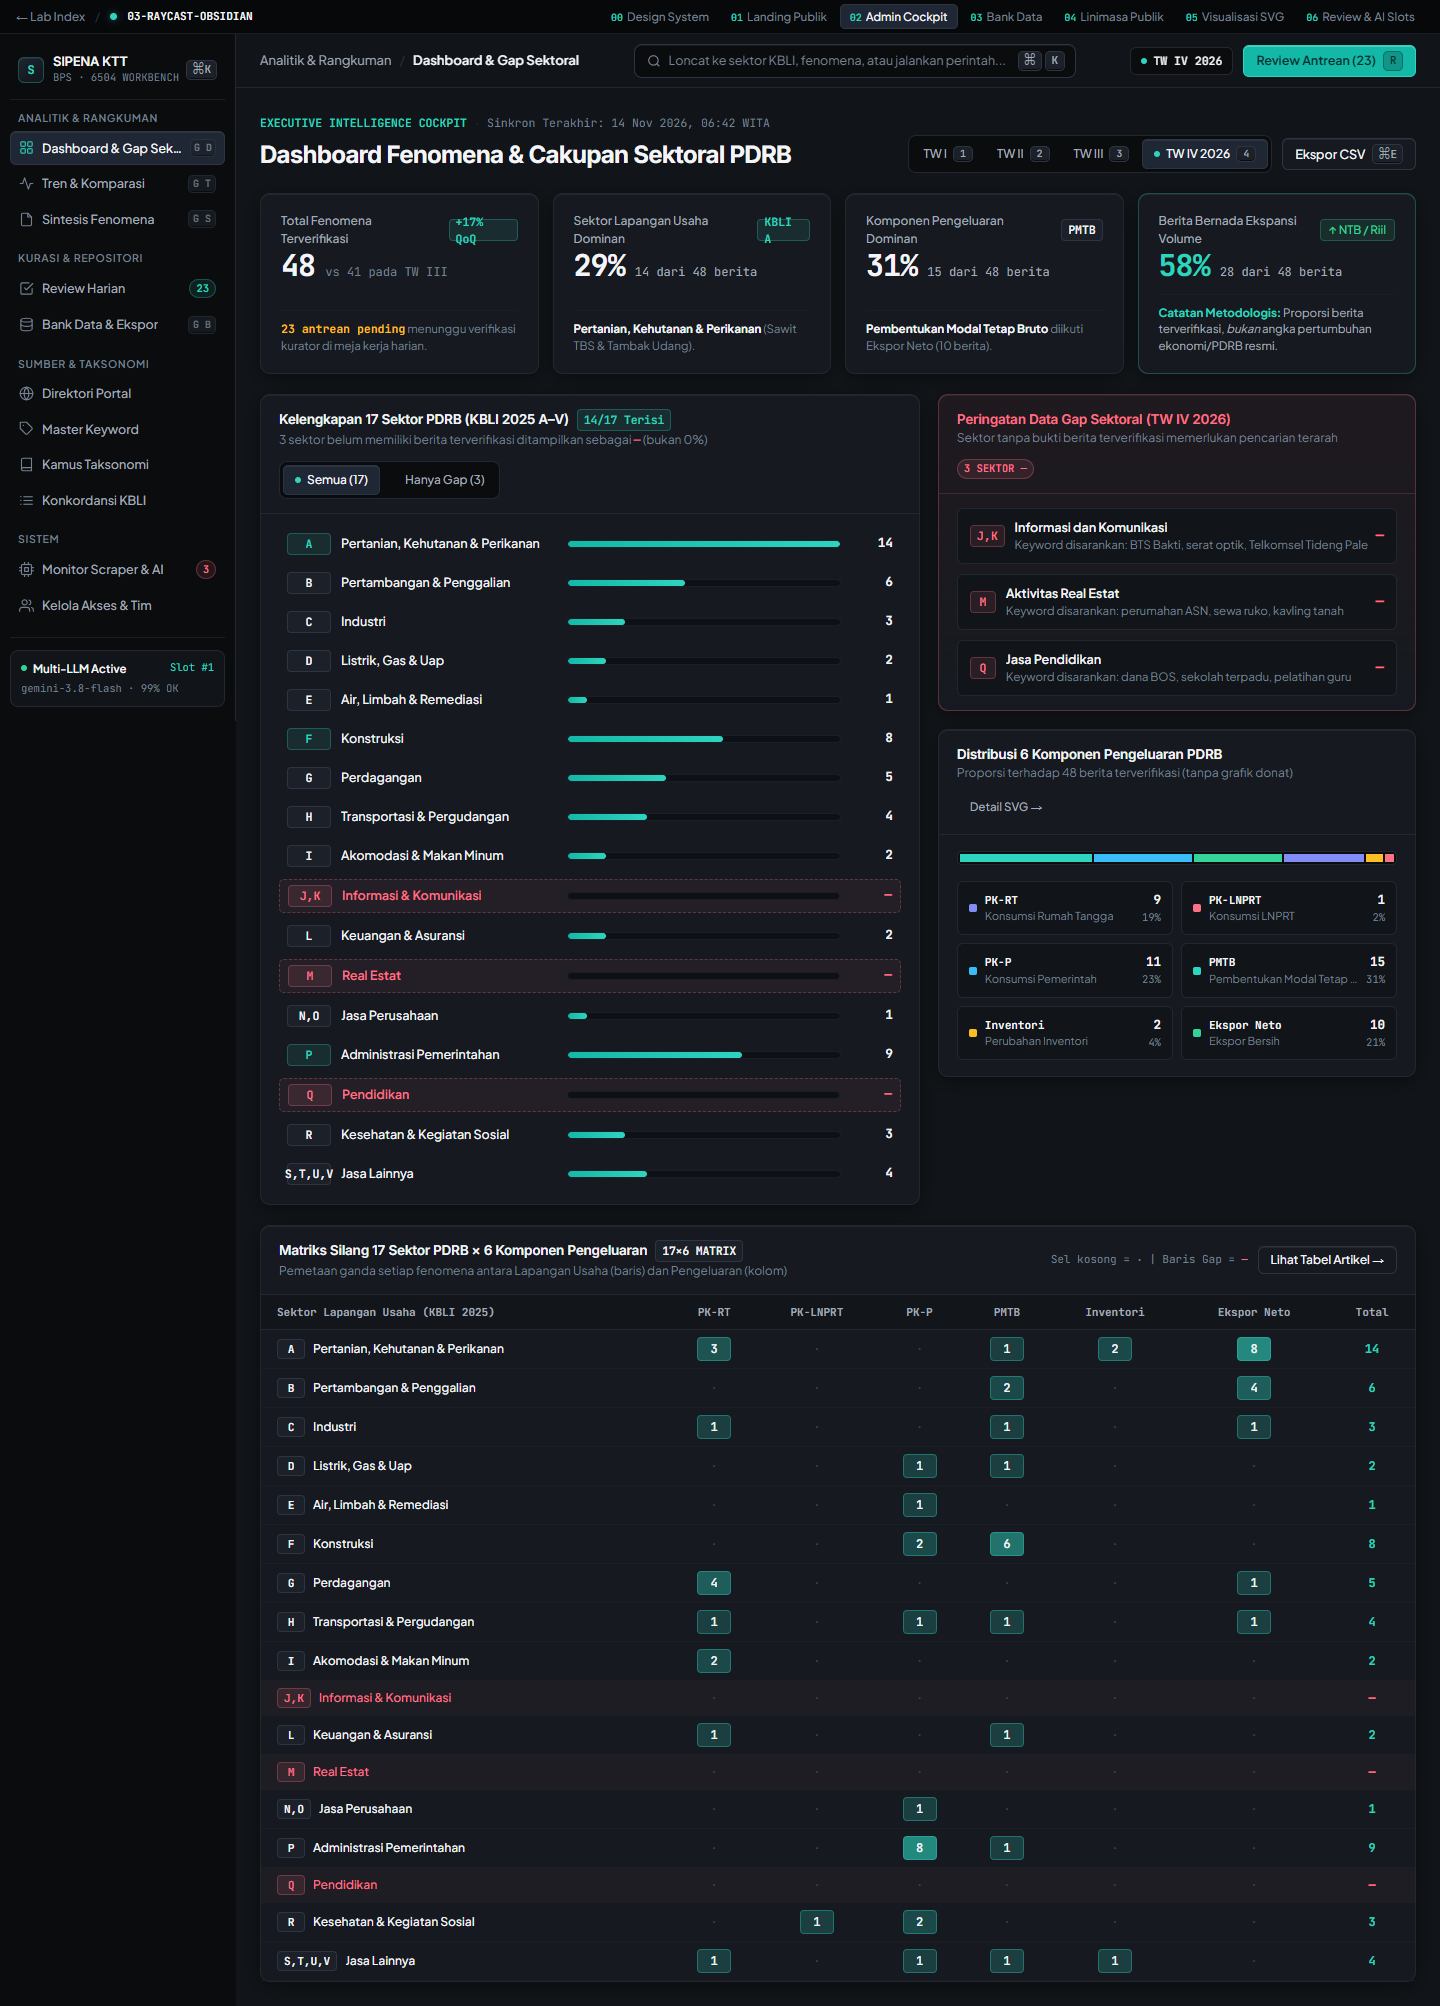 ← Lab Index / 03-RAYCAST-OBSIDIAN
00 Design System 01 Landing Publik 02 Admin Cockpit 03 Bank Data 04 Linimasa Publik 05 Visualisasi SVG 06 Review & AI Slots
S SIPENA KTT
BPS · 6504 WORKBENCH ⌘K
ANALITIK & RANGKUMAN
Dashboard & Gap Sek... G D
Tren & Komparasi G T
Sintesis Fenomena G S
KURASI & REPOSITORI
Review Harian 23
Bank Data & Ekspor G B
SUMBER & TAKSONOMI
Direktori Portal
Master Keyword
Kamus Taksonomi
Konkordansi KBLI
SISTEM
Monitor Scraper & AI 3
Kelola Akses & Tim
Multi-LLM Active Slot #1
gemini-3.8-flash · 99% OK
Analitik & Rangkuman / Dashboard & Gap Sektoral
Loncat ke sektor KBLI, fenomena, atau jalankan perintah... ⌘ K
TW IV 2026
Review Antrean (23) R
EXECUTIVE INTELLIGENCE COCKPIT · Sinkron Terakhir: 14 Nov 2026, 06:42 WITA
Dashboard Fenomena & Cakupan Sektoral PDRB
TW I 1 TW II 2 TW III 3 TW IV 2026 4
Ekspor CSV ⌘E
Total Fenomena Terverifikasi
+17% QoQ
48 vs 41 pada TW III
23 antrean pending menunggu verifikasi
kurator di meja kerja harian.
Sektor Lapangan Usaha Dominan
KBLI A
29% 14 dari 48 berita
Pertanian, Kehutanan & Perikanan (Sawit
TBS & Tambak Udang).
Komponen Pengeluaran Dominan
PMTB
31% 15 dari 48 berita
Pembentukan Modal Tetap Bruto diikuti
Ekspor Neto (10 berita).
Berita Bernada Ekspansi Volume
↑ NTB / Riil
58% 28 dari 48 berita
Catatan Metodologis: Proporsi berita
terverifikasi, bukan angka pertumbuhan
ekonomi/PDRB resmi.
Kelengkapan 17 Sektor PDRB (KBLI 2025 A–V) 14/17 Terisi
3 sektor belum memiliki berita terverifikasi ditampilkan sebagai — (bukan 0%)
Semua (17) Hanya Gap (3)
A Pertanian, Kehutanan & Perikanan 14
B Pertambangan & Penggalian 6
C Industri 3
D Listrik, Gas & Uap 2
E Air, Limbah & Remediasi 1
F Konstruksi 8
G Perdagangan 5
H Transportasi & Pergudangan 4
I Akomodasi & Makan Minum 2
J,K Informasi & Komunikasi —
L Keuangan & Asuransi 2
M Real Estat —
N,O Jasa Perusahaan 1
P Administrasi Pemerintahan 9
Q Pendidikan —
R Kesehatan & Kegiatan Sosial 3
S,T,U,V Jasa Lainnya 4
Peringatan Data Gap Sektoral (TW IV 2026)
Sektor tanpa bukti berita terverifikasi memerlukan pencarian terarah
3 SEKTOR —
J,K Informasi dan Komunikasi —
Keyword disarankan: BTS Bakti, serat optik, Telkomsel Tideng Pale
M Aktivitas Real Estat —
Keyword disarankan: perumahan ASN, sewa ruko, kavling tanah
Q Jasa Pendidikan —
Keyword disarankan: dana BOS, sekolah terpadu, pelatihan guru
Distribusi 6 Komponen Pengeluaran PDRB
Proporsi terhadap 48 berita terverifikasi (tanpa grafik donat)
Detail SVG →
PK-RT 9
Konsumsi Rumah Tangga 19%
PK-LNPRT 1
Konsumsi LNPRT 2%
PK-P 11
Konsumsi Pemerintah 23%
PMTB 15
Pembentukan Modal Tetap ... 31%
Inventori 2
Perubahan Inventori 4%
Ekspor Neto 10
Ekspor Bersih 21%
Matriks Silang 17 Sektor PDRB × 6 Komponen Pengeluaran 17×6 MATRIX
Pemetaan ganda setiap fenomena antara Lapangan Usaha (baris) dan Pengeluaran (kolom)
Sel kosong = · | Baris Gap = —
Lihat Tabel Artikel →
Sektor Lapangan Usaha (KBLI 2025) PK-RT PK-LNPRT PK-P PMTB Inventori Ekspor Neto Total
A Pertanian, Kehutanan & Perikanan 3 · · 1 2 8 14
B Pertambangan & Penggalian · · · 2 · 4 6
C Industri 1 · · 1 · 1 3
D Listrik, Gas & Uap · · 1 1 · · 2
E Air, Limbah & Remediasi · · 1 · · · 1
F Konstruksi · · 2 6 · · 8
G Perdagangan 4 · · · · 1 5
H Transportasi & Pergudangan 1 · 1 1 · 1 4
I Akomodasi & Makan Minum 2 · · · · · 2
J,K Informasi & Komunikasi · · · · · · —
L Keuangan & Asuransi 1 · · 1 · · 2
M Real Estat · · · · · · —
N,O Jasa Perusahaan · · 1 · · · 1
P Administrasi Pemerintahan · · 8 1 · · 9
Q Pendidikan · · · · · · —
R Kesehatan & Kegiatan Sosial · 1 2 · · · 3
S,T,U,V Jasa Lainnya 1 · 1 1 1 · 4